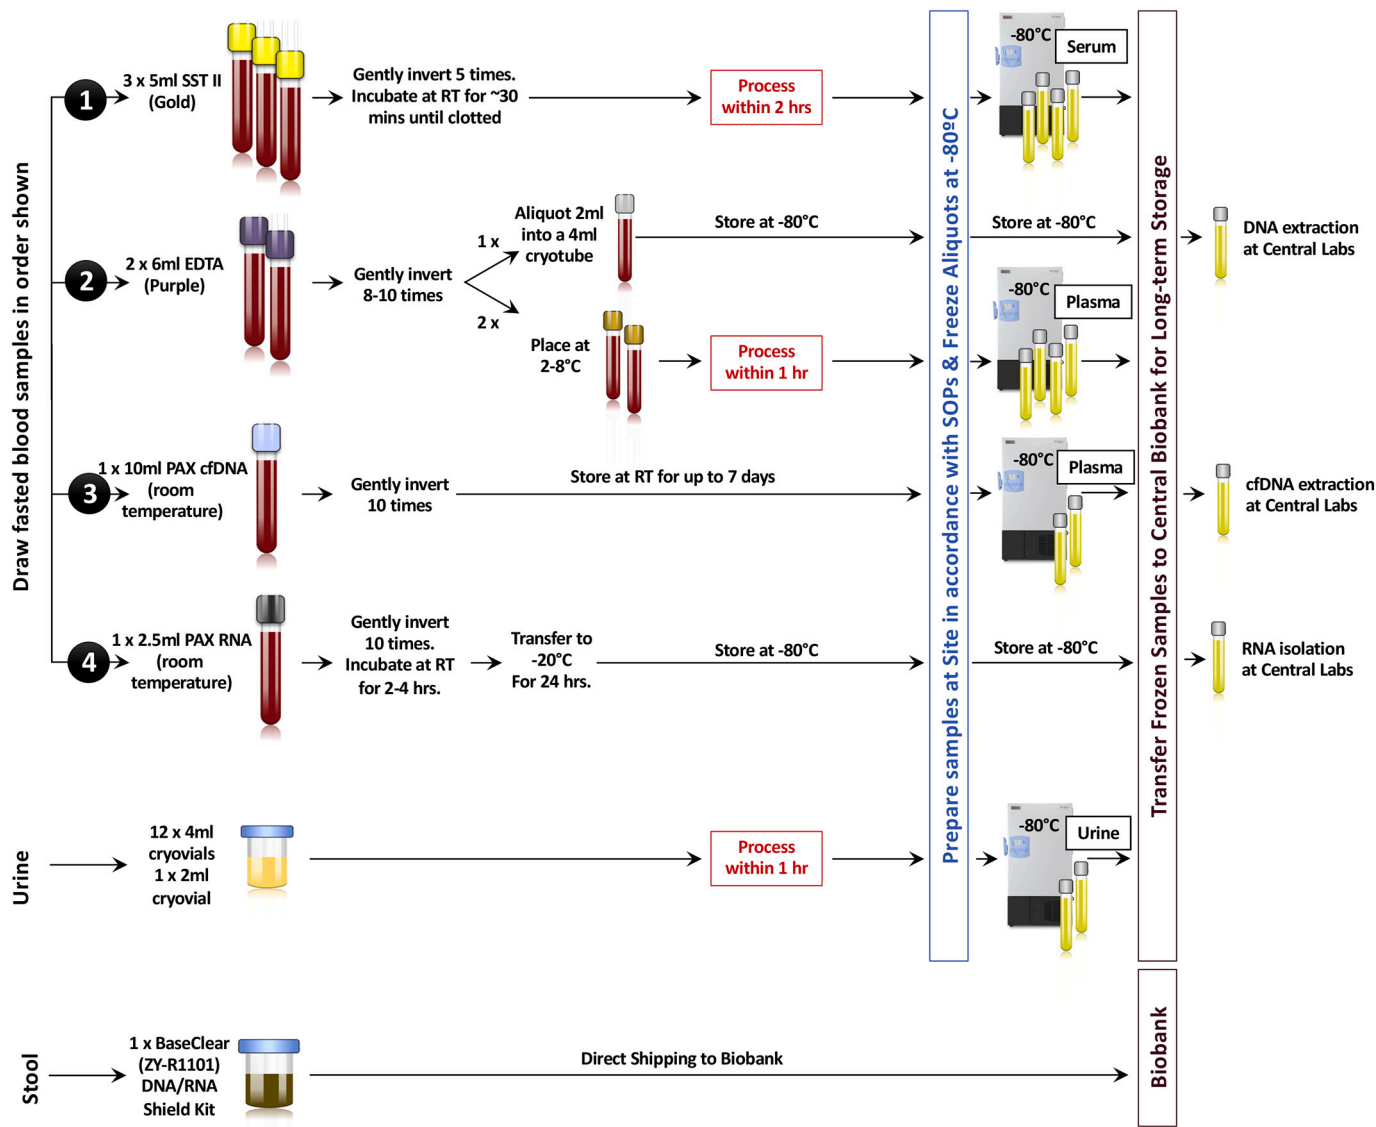 Draw fasted blood samples in order shown
1
3 x 5ml SST II
(Gold)
Gently invert 5 times.
Incubate at RT for ~30
mins until clotted
Process
within 2 hrs
-80°C
Serum
2
2 x 6ml EDTA
(Purple)
Gently invert
8-10 times
1 x
Aliquot 2ml
into a 4ml
cryotube
Store at -80°C
Store at -80°C
DNA extraction
at Central Labs
2 x
Place at
2-8°C
Process
within 1 hr
-80°C
Plasma
3
1 x 10ml PAX cfDNA
(room
temperature)
Gently invert
10 times
Store at RT for up to 7 days
-80°C
Plasma
cfDNA extraction
at Central Labs
4
1 x 2.5ml PAX RNA
(room
temperature)
Gently invert
10 times.
Incubate at RT
for 2-4 hrs.
Transfer to
-20°C
For 24 hrs.
Store at -80°C
Store at -80°C
RNA isolation
at Central Labs
Urine
12 x 4ml
cryovials
1 x 2ml
cryovial
Process
within 1 hr
-80°C
Urine
Prepare samples at Site in accordance with SOPs & Freeze Aliquots at -80ºC
Transfer Frozen Samples to Central Biobank for Long-term Storage
Stool
1 x BaseClear
(ZY-R1101)
DNA/RNA
Shield Kit
Direct Shipping to Biobank
Biobank